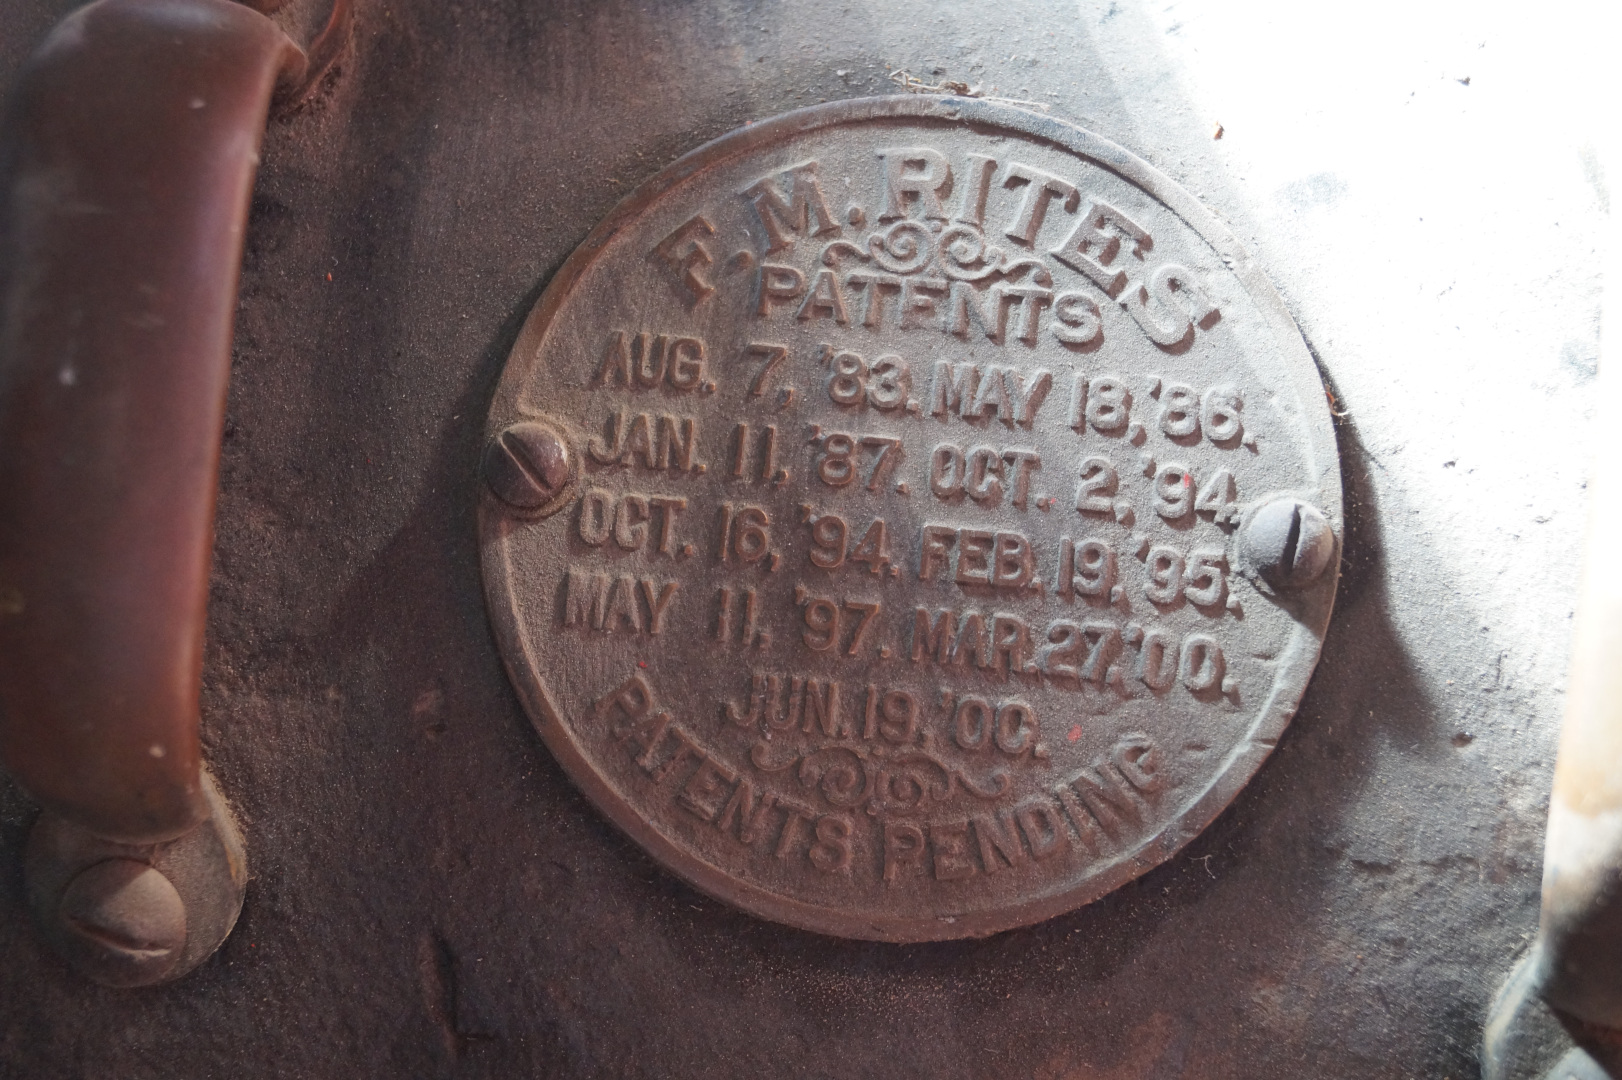 F. M. RITES
PATENTS
AUG. 7, '83. MAY 18, '86.
JAN. 11, '87. OCT. 2, '94.
OCT. 16, '94. FEB. 19, '95.
MAY 11, '97. MAR. 27, '00.
JUN. 19, '00.
PATENTS PENDING